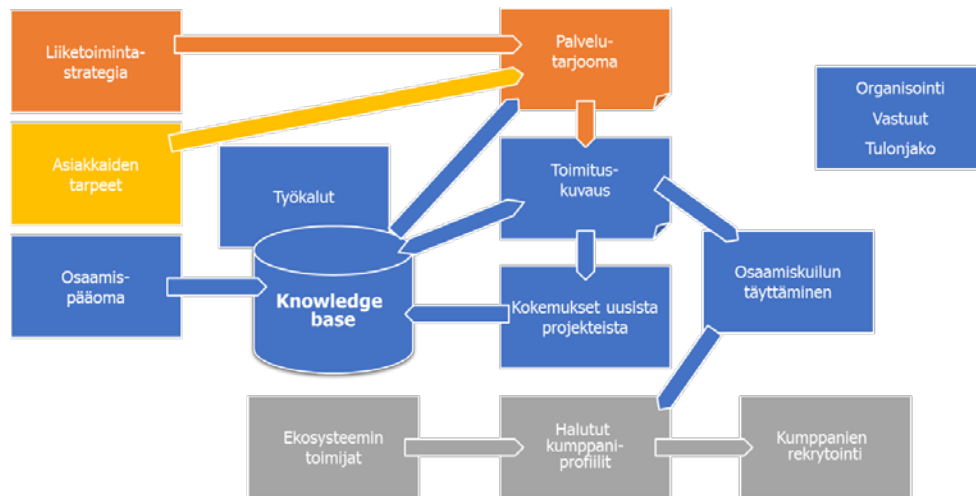 Liiketoiminta-
strategia
Palvelu-
tarjooma
Organisointi
Vastuut
Tulonjako
Asiakkaiden
tarpeet
Työkalut
Toimitus-
kuvaus
Osaamis-
pääoma
Knowledge
base
Kokemukset uusista
projekteista
Osaamiskuilun
täyttäminen
Ekosysteemin
toimijat
Halutut
kumppani-
profiilit
Kumppanien
rekrytointi